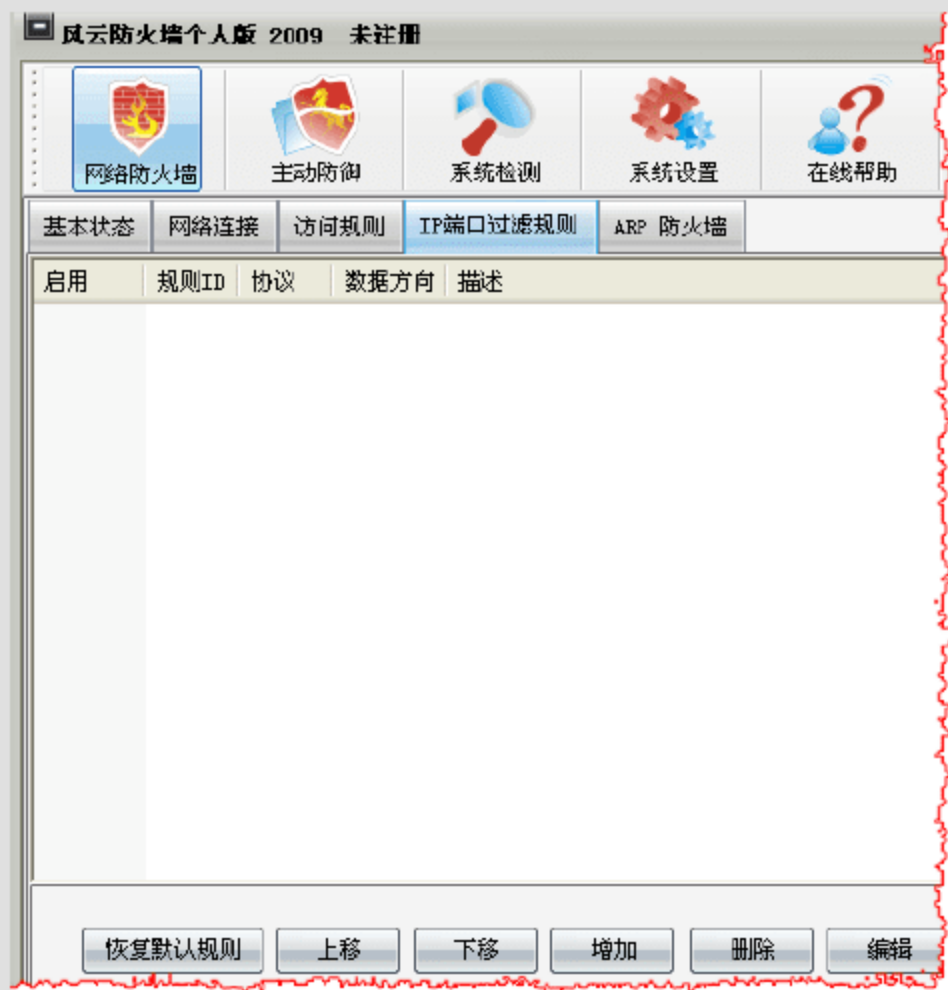 风云防火墙个人版 2009 未注册
网络防火墙 主动防御 系统检测 系统设置 在线帮助
基本状态 网络连接 访问规则 IP端口过滤规则 ARP 防火墙
启用 规则ID 协议 数据方向 描述
恢复默认规则 上移 下移 增加 删除 编辑